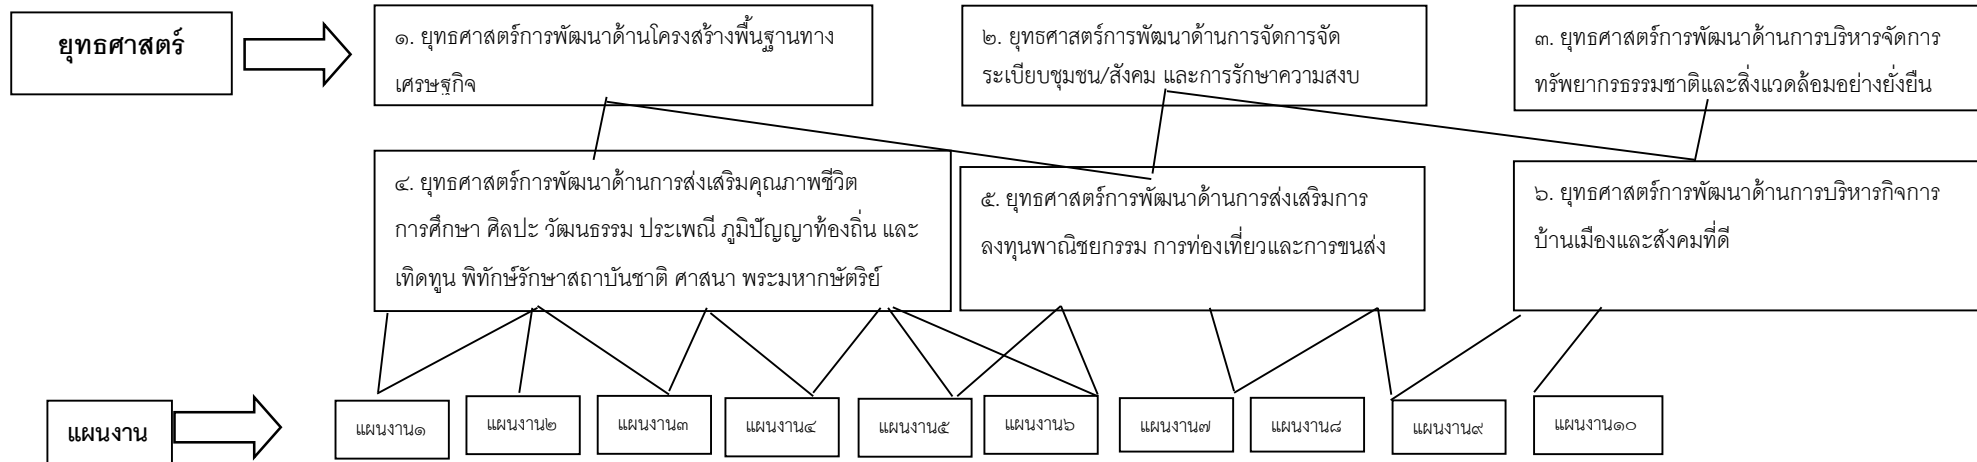 ยุทธศาสตร์
๑. ยุทธศาสตร์การพัฒนาด้านโครงสร้างพื้นฐานทาง
เศรษฐกิจ
๒. ยุทธศาสตร์การพัฒนาด้านการจัดการจัด
ระเบียบชุมชน/สังคม และการรักษาความสงบ
๓. ยุทธศาสตร์การพัฒนาด้านการบริหารจัดการ
ทรัพยากรธรรมชาติและสิ่งแวดล้อมอย่างยั่งยืน
๔. ยุทธศาสตร์การพัฒนาด้านการส่งเสริมคุณภาพชีวิต
การศึกษา ศิลปะ วัฒนธรรม ประเพณี ภูมิปัญญาท้องถิ่น และ
เทิดทูน พิทักษ์รักษาสถาบันชาติ ศาสนา พระมหากษัตริย์
๕. ยุทธศาสตร์การพัฒนาด้านการส่งเสริมการ
ลงทุนพาณิชยกรรม การท่องเที่ยวและการขนส่ง
๖. ยุทธศาสตร์การพัฒนาด้านการบริหารกิจการ
บ้านเมืองและสังคมที่ดี
แผนงาน
แผนงาน๑
แผนงาน๒
แผนงาน๓
แผนงาน๔
แผนงาน๕
แผนงาน๖
แผนงาน๗
แผนงาน๘
แผนงาน๙
แผนงาน๑๐